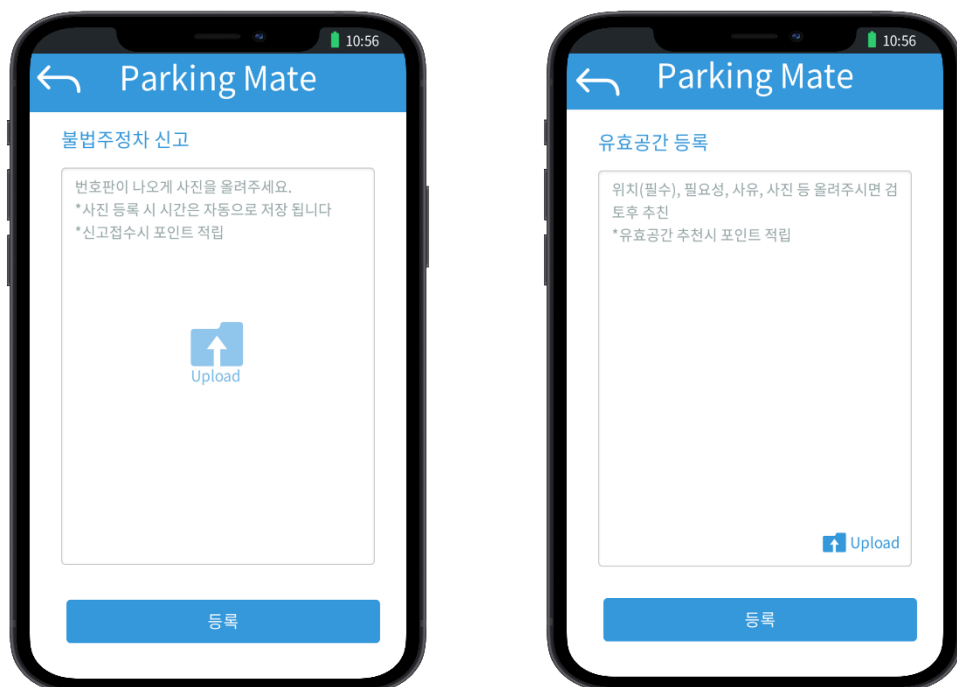 10:56
Parking Mate
불법주정차 신고
번호판이 나오게 사진을 올려주세요.
*사진 등록 시 시간은 자동으로 저장 됩니다
*신고접수시 포인트 적립
Upload
등록
10:56
Parking Mate
유효공간 등록
위치(필수), 필요성, 사유, 사진 등 올려주시면 검
토후 추친
*유효공간 추천시 포인트 적립
Upload
등록